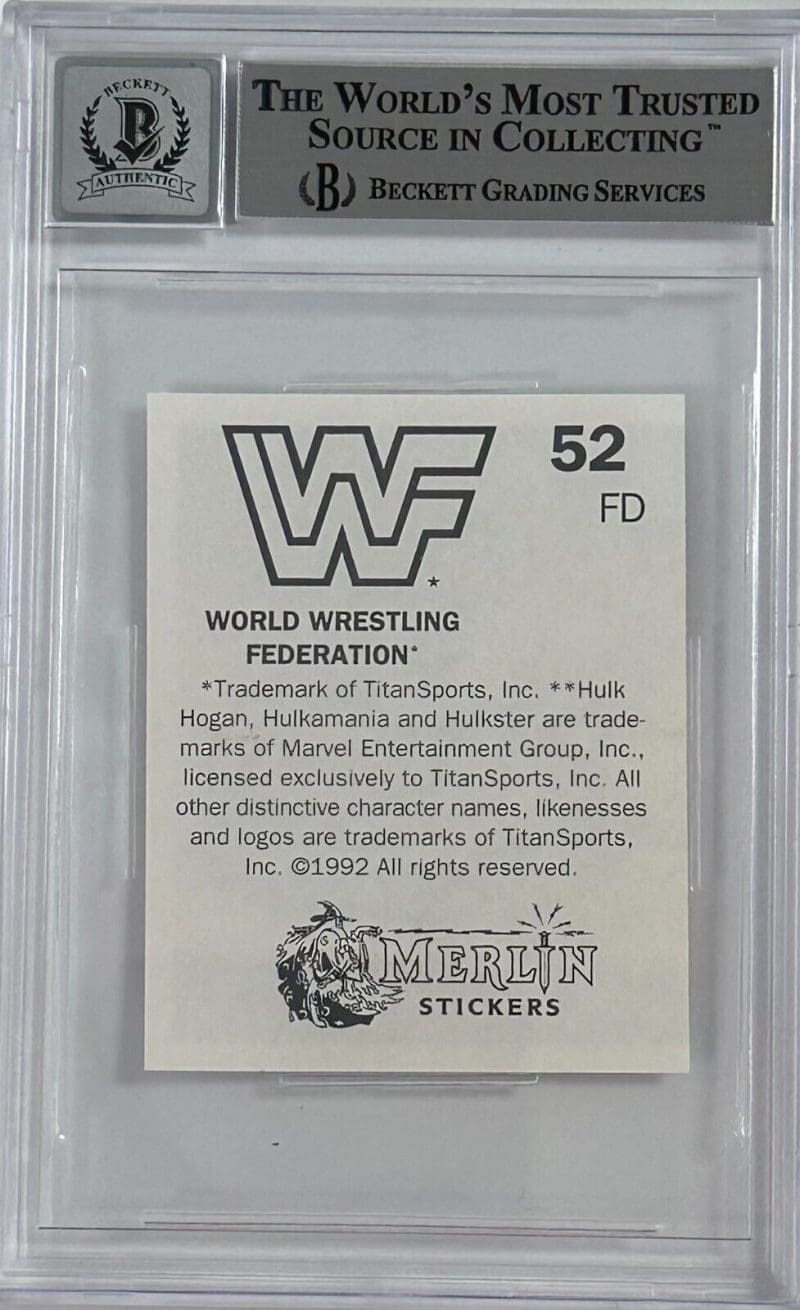 BECKETT
B
AUTHENTIC
THE WORLD'S MOST TRUSTED
SOURCE IN COLLECTING™
(B) BECKETT GRADING SERVICES
WF
52
FD
WORLD WRESTLING
FEDERATION*
*Trademark of TitanSports, Inc. **Hulk
Hogan, Hulkamania and Hulkster are trade-
marks of Marvel Entertainment Group, Inc.,
licensed exclusively to TitanSports, Inc. All
other distinctive character names, likenesses
and logos are trademarks of TitanSports,
Inc. ©1992 All rights reserved.
MERLIN
STICKERS